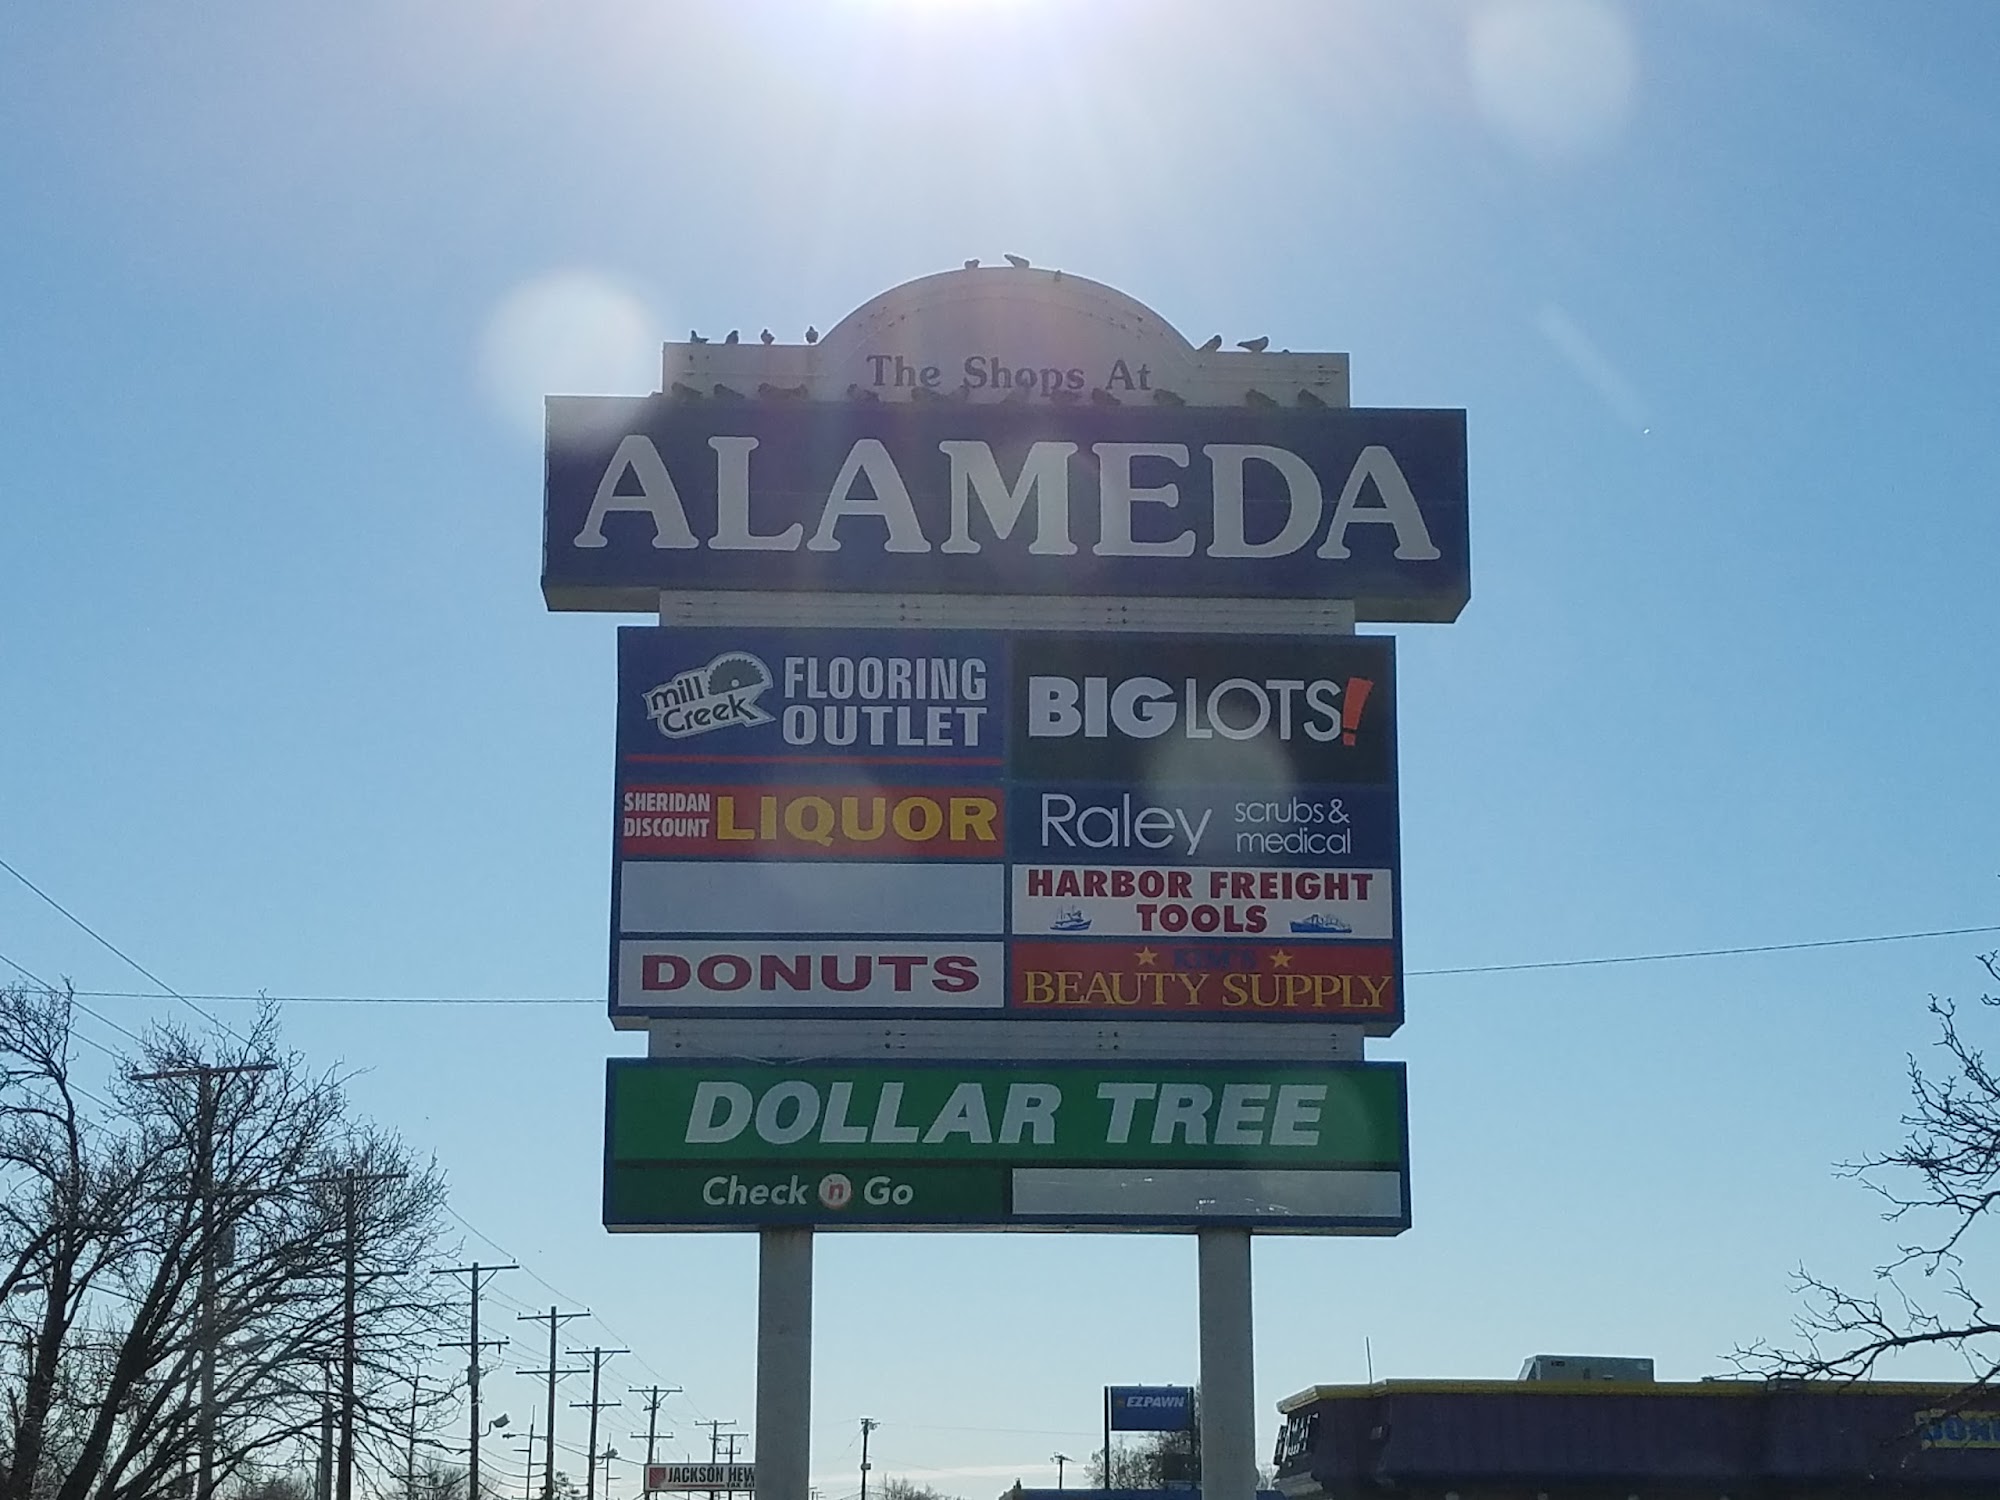 The Shops At
ALAMEDA
mill
Creek
FLOORING
OUTLET
BIGLOTS!
SHERIDAN
DISCOUNT
LIQUOR
Raley
scrubs &
medical
HARBOR FREIGHT
TOOLS
DONUTS
KIM'S
BEAUTY SUPPLY
DOLLAR TREE
Check 'n Go
EZPAWN
JACKSON HEW